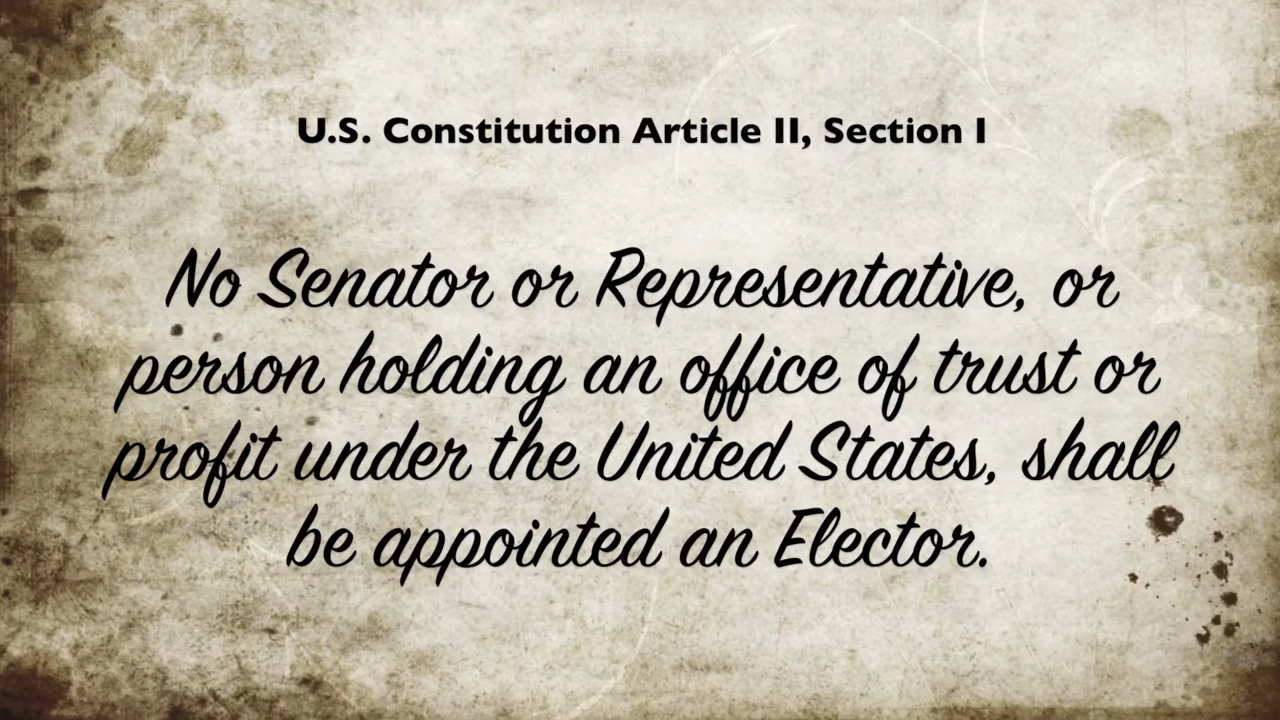 U.S. Constitution Article II, Section I
No Senator or Representative, or
person holding an office of trust or
profit under the United States, shall
be appointed an Elector.